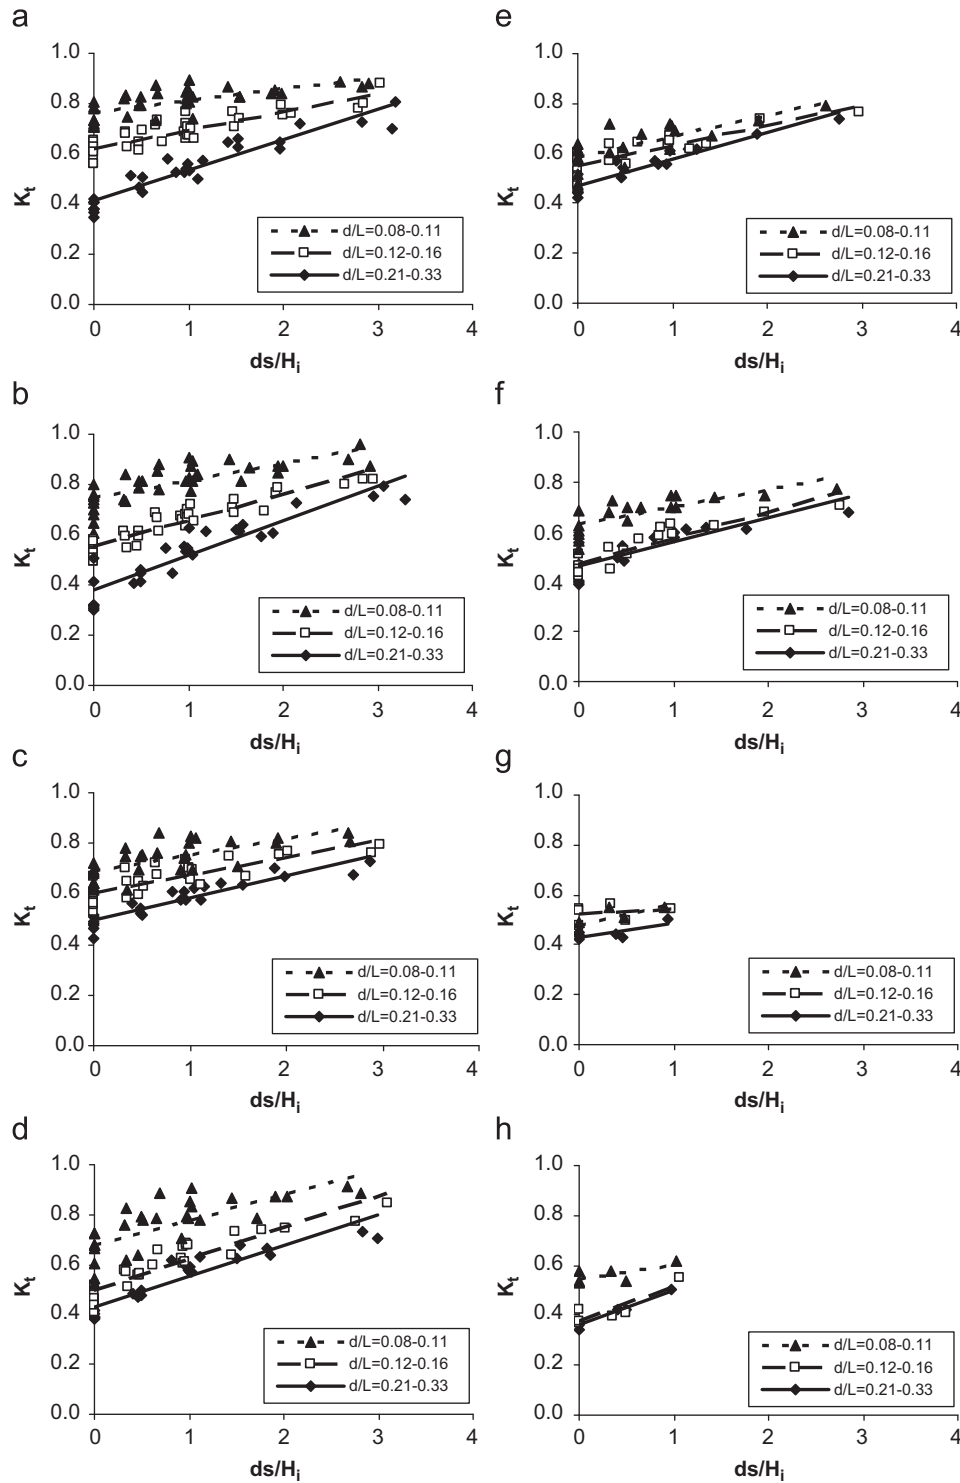 a
1.0
0.8
0.6
0.4
0.2
0.0
Kt
0 1 2 3 4
ds/Hi
d/L=0.08-0.11
d/L=0.12-0.16
d/L=0.21-0.33
b
1.0
0.8
0.6
0.4
0.2
0.0
Kt
0 1 2 3 4
ds/Hi
d/L=0.08-0.11
d/L=0.12-0.16
d/L=0.21-0.33
c
1.0
0.8
0.6
0.4
0.2
0.0
Kt
0 1 2 3 4
ds/Hi
d/L=0.08-0.11
d/L=0.12-0.16
d/L=0.21-0.33
d
1.0
0.8
0.6
0.4
0.2
0.0
Kt
0 1 2 3 4
ds/Hi
d/L=0.08-0.11
d/L=0.12-0.16
d/L=0.21-0.33
e
1.0
0.8
0.6
0.4
0.2
0.0
Kt
0 1 2 3 4
ds/Hi
d/L=0.08-0.11
d/L=0.12-0.16
d/L=0.21-0.33
f
1.0
0.8
0.6
0.4
0.2
0.0
Kt
0 1 2 3 4
ds/Hi
d/L=0.08-0.11
d/L=0.12-0.16
d/L=0.21-0.33
g
1.0
0.8
0.6
0.4
0.2
0.0
Kt
0 1 2 3 4
ds/Hi
d/L=0.08-0.11
d/L=0.12-0.16
d/L=0.21-0.33
h
1.0
0.8
0.6
0.4
0.2
0.0
Kt
0 1 2 3 4
ds/Hi
d/L=0.08-0.11
d/L=0.12-0.16
d/L=0.21-0.33